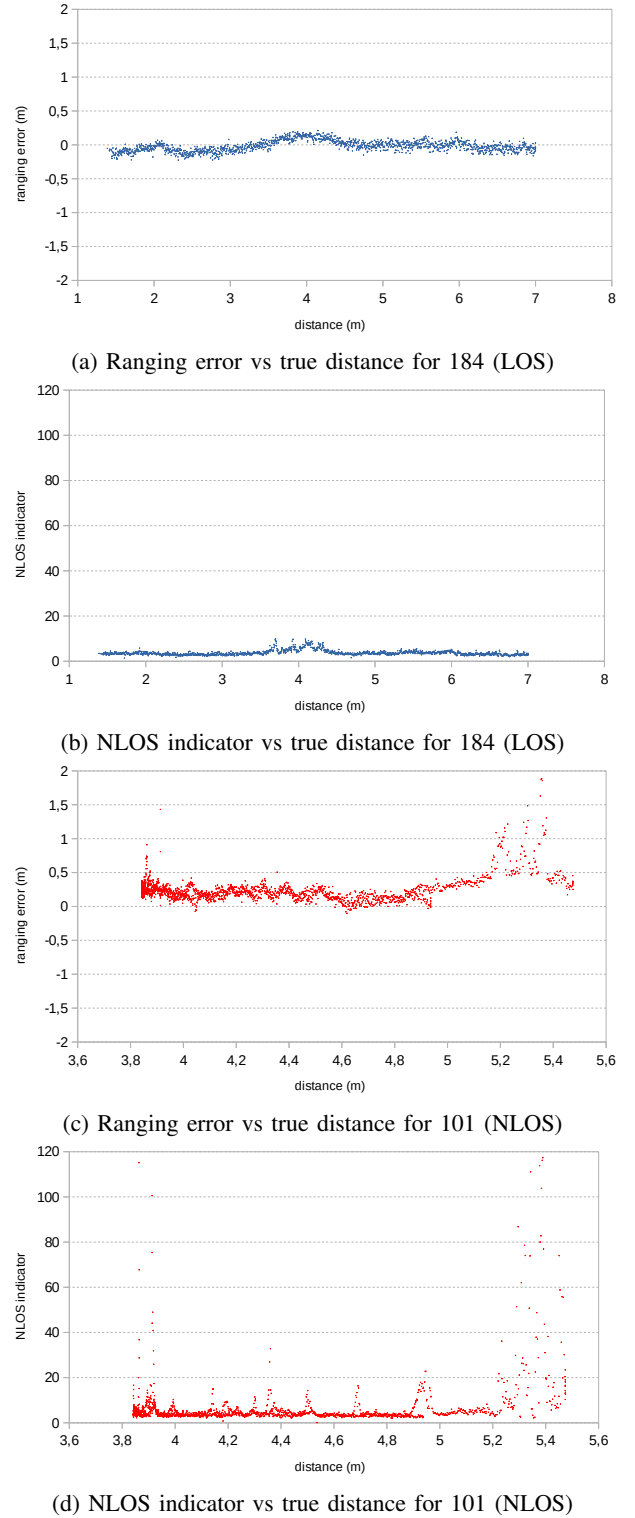 2
1,5
1
0,5
0
-0,5
-1
-1,5
-2
ranging error (m)
1 2 3 4 5 6 7 8
distance (m)
(a) Ranging error vs true distance for 184 (LOS)
120
100
80
60
40
20
0
NLOS indicator
1 2 3 4 5 6 7 8
distance (m)
(b) NLOS indicator vs true distance for 184 (LOS)
2
1,5
1
0,5
0
-0,5
-1
-1,5
-2
ranging error (m)
3,6 3,8 4 4,2 4,4 4,6 4,8 5 5,2 5,4 5,6
distance (m)
(c) Ranging error vs true distance for 101 (NLOS)
120
100
80
60
40
20
0
NLOS indicator
3,6 3,8 4 4,2 4,4 4,6 4,8 5 5,2 5,4 5,6
distance (m)
(d) NLOS indicator vs true distance for 101 (NLOS)